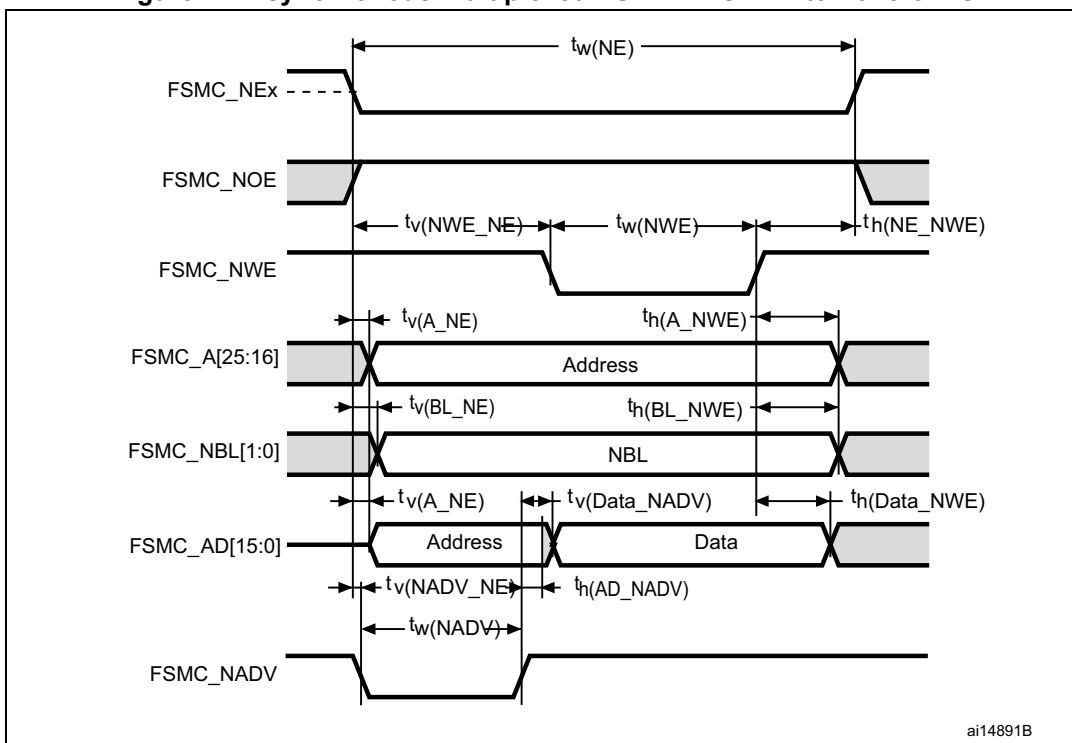 tw(NE)
FSMC_NEx
FSMC_NOE
tv(NWE_NE)
tw(NWE)
th(NE_NWE)
FSMC_NWE
tv(A_NE)
th(A_NWE)
FSMC_A[25:16]
Address
tv(BL_NE)
th(BL_NWE)
FSMC_NBL[1:0]
NBL
tv(A_NE)
tv(Data_NADV)
th(Data_NWE)
FSMC_AD[15:0]
Address
Data
tv(NADV_NE)
th(AD_NADV)
tw(NADV)
FSMC_NADV
ai14891B